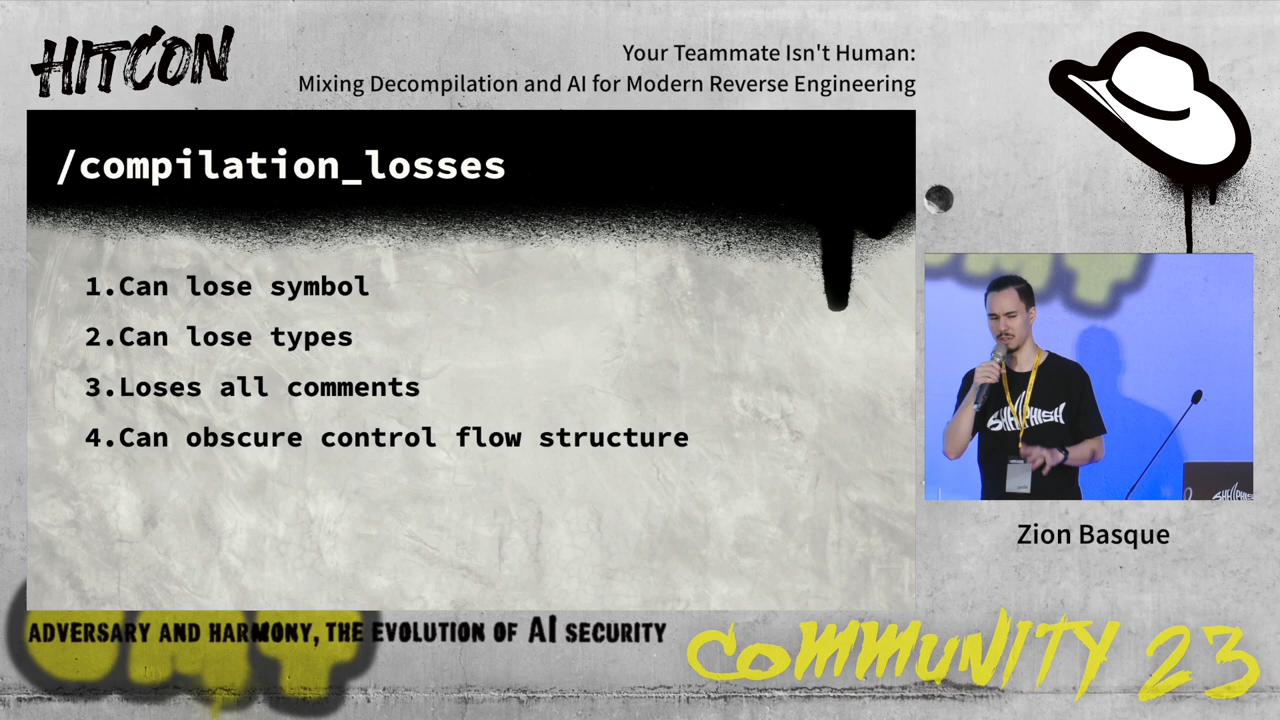 HITCON
Your Teammate Isn't Human:
Mixing Decompilation and AI for Modern Reverse Engineering
/compilation_losses
1.Can lose symbol
2.Can lose types
3.Loses all comments
4.Can obscure control flow structure
SHELLPHISH
Zion Basque
ADVERSARY AND HARMONY, THE EVOLUTION OF AI SECURITY
COMMUNITY 23